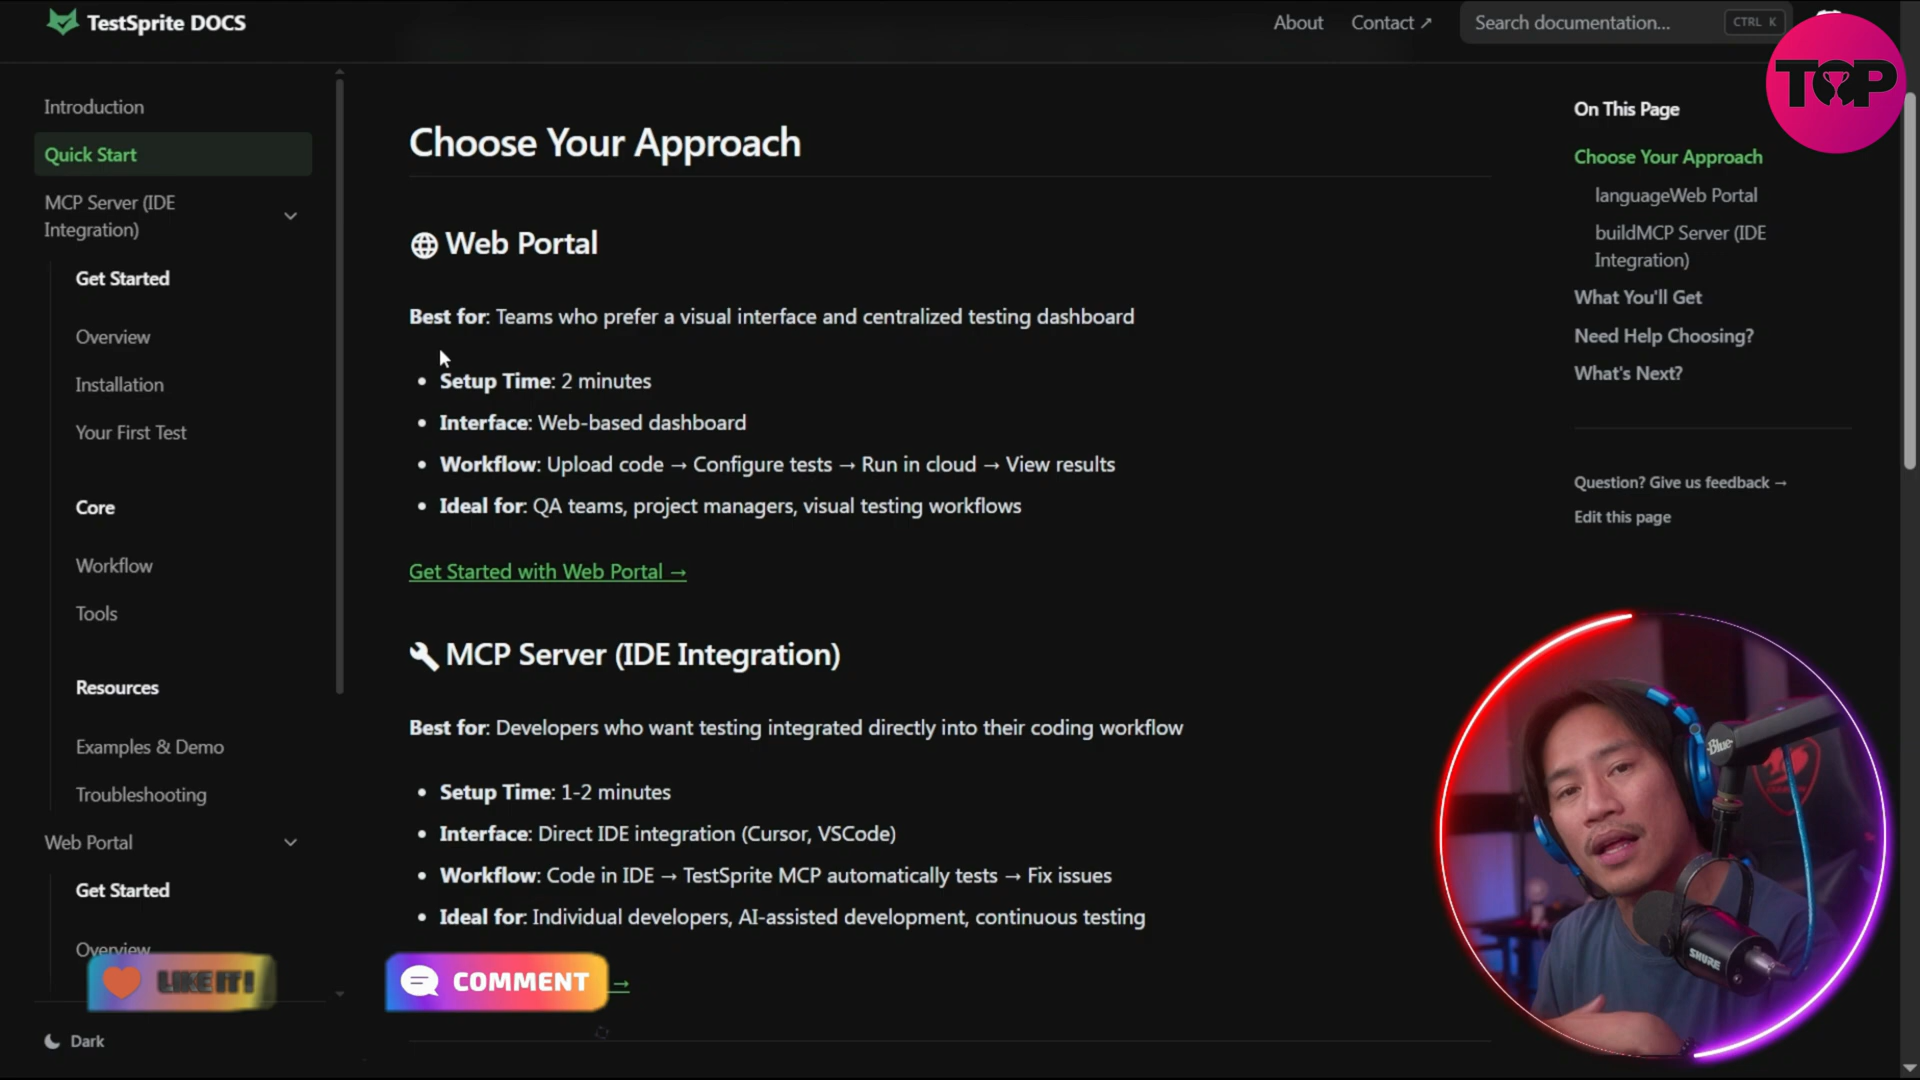 TestSprite DOCS
About
Contact ↗
Search documentation...
CTRL K
TOP
Introduction
Quick Start
MCP Server (IDE
Integration)
Get Started
Overview
Installation
Your First Test
Core
Workflow
Tools
Resources
Examples & Demo
Troubleshooting
Web Portal
Get Started
Overview
Dark
Choose Your Approach
Web Portal
Best for: Teams who prefer a visual interface and centralized testing dashboard
• Setup Time: 2 minutes
• Interface: Web-based dashboard
• Workflow: Upload code → Configure tests → Run in cloud → View results
• Ideal for: QA teams, project managers, visual testing workflows
Get Started with Web Portal →
MCP Server (IDE Integration)
Best for: Developers who want testing integrated directly into their coding workflow
• Setup Time: 1-2 minutes
• Interface: Direct IDE integration (Cursor, VSCode)
• Workflow: Code in IDE → TestSprite MCP automatically tests → Fix issues
• Ideal for: Individual developers, AI-assisted development, continuous testing
→
LIKE IT!
COMMENT
On This Page
Choose Your Approach
languageWeb Portal
buildMCP Server (IDE
Integration)
What You'll Get
Need Help Choosing?
What's Next?
Question? Give us feedback →
Edit this page
Blue
SHURE